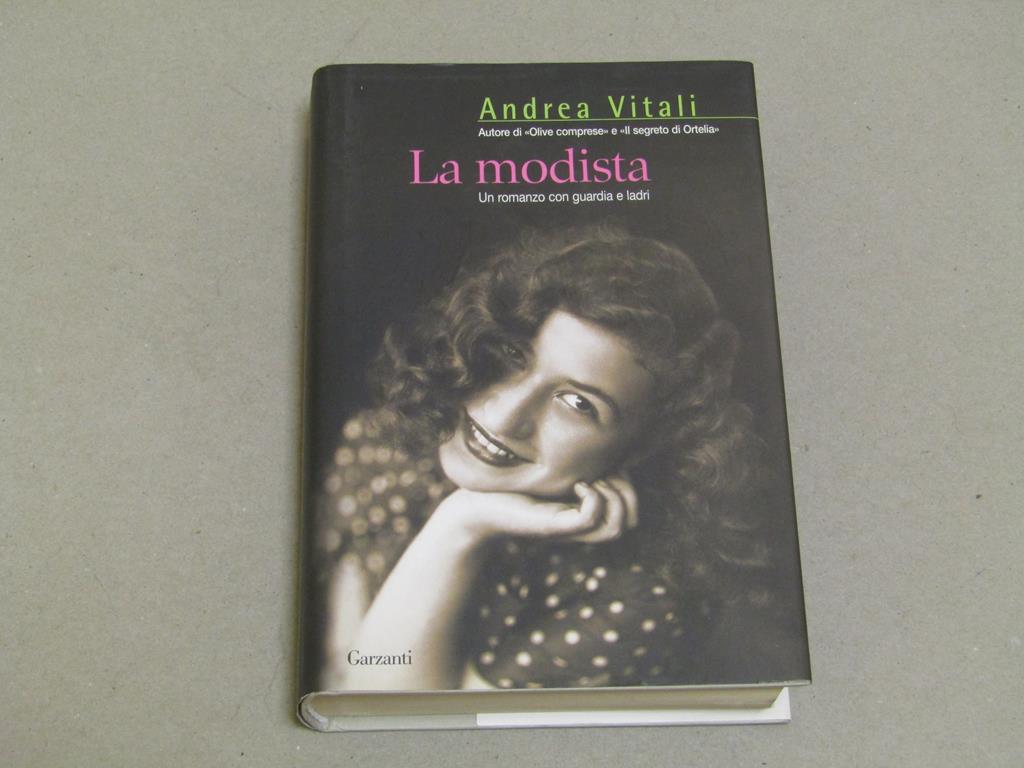 Andrea Vitali
Autore di «Olive comprese» e «Il segreto di Ortelia»
La modista
Un romanzo con guardia e ladri
Garzanti